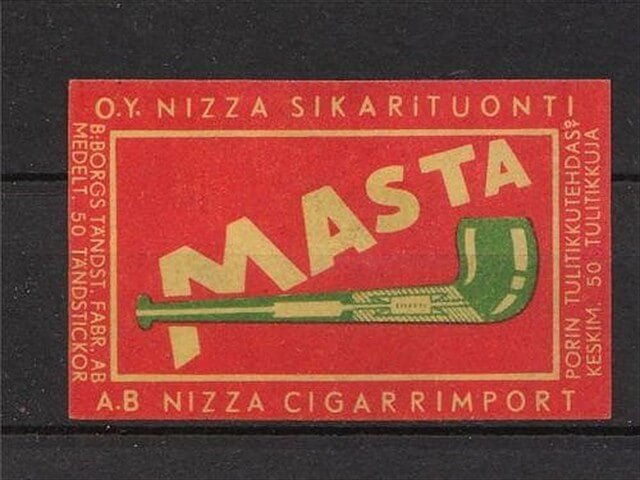 O.Y. NIZZA SIKARiTUONTI
B:BORGS TÄNDST. FABR. AB
MEDELT. 50 TÄNDSTICKOR
MASTA
PORIN TULITIKKUTEHDAS O/Y
KESKIM. 50 TULITIKKUJA
A.B NIZZA CIGARRIMPORT